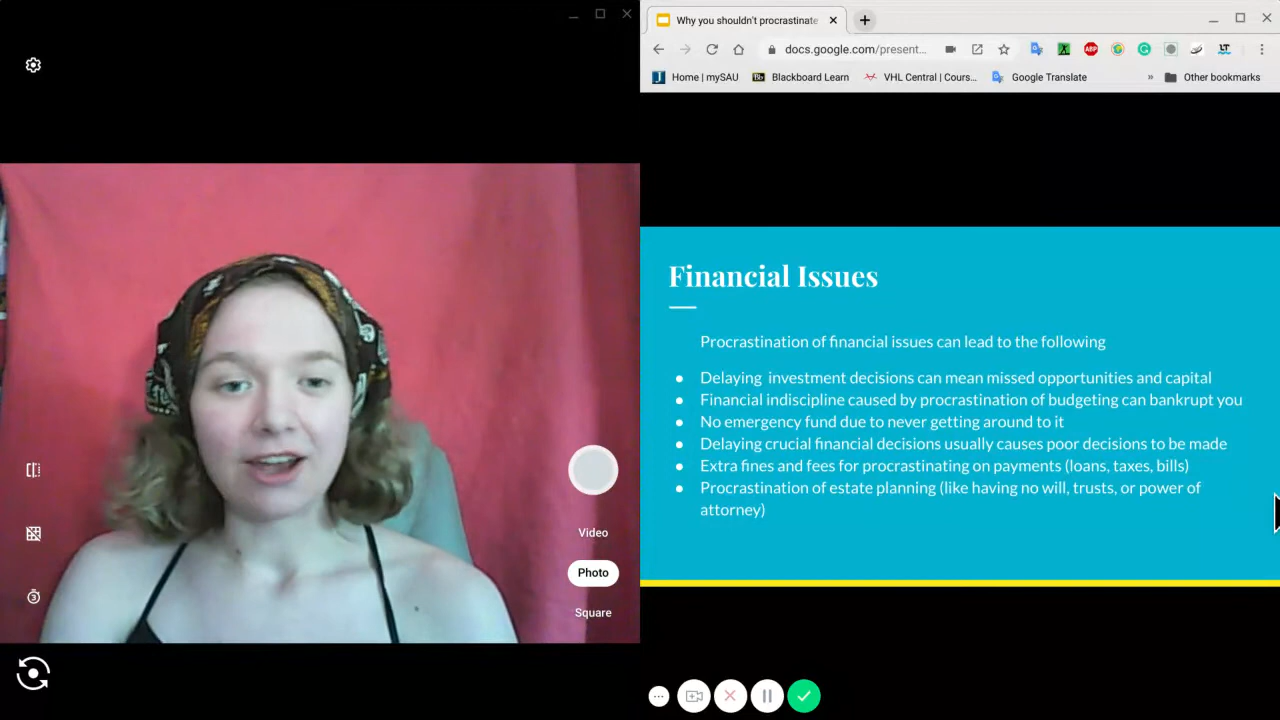 Why you shouldn't procrastinate
docs.google.com/present...
Home | mySAU
Blackboard Learn
VHL Central | Cours...
Google Translate
»
Other bookmarks
ABP
LT
Bb
Financial Issues
Procrastination of financial issues can lead to the following
● Delaying investment decisions can mean missed opportunities and capital
● Financial indiscipline caused by procrastination of budgeting can bankrupt you
● No emergency fund due to never getting around to it
● Delaying crucial financial decisions usually causes poor decisions to be made
● Extra fines and fees for procrastinating on payments (loans, taxes, bills)
● Procrastination of estate planning (like having no will, trusts, or power of
attorney)
Video
Photo
Square
3